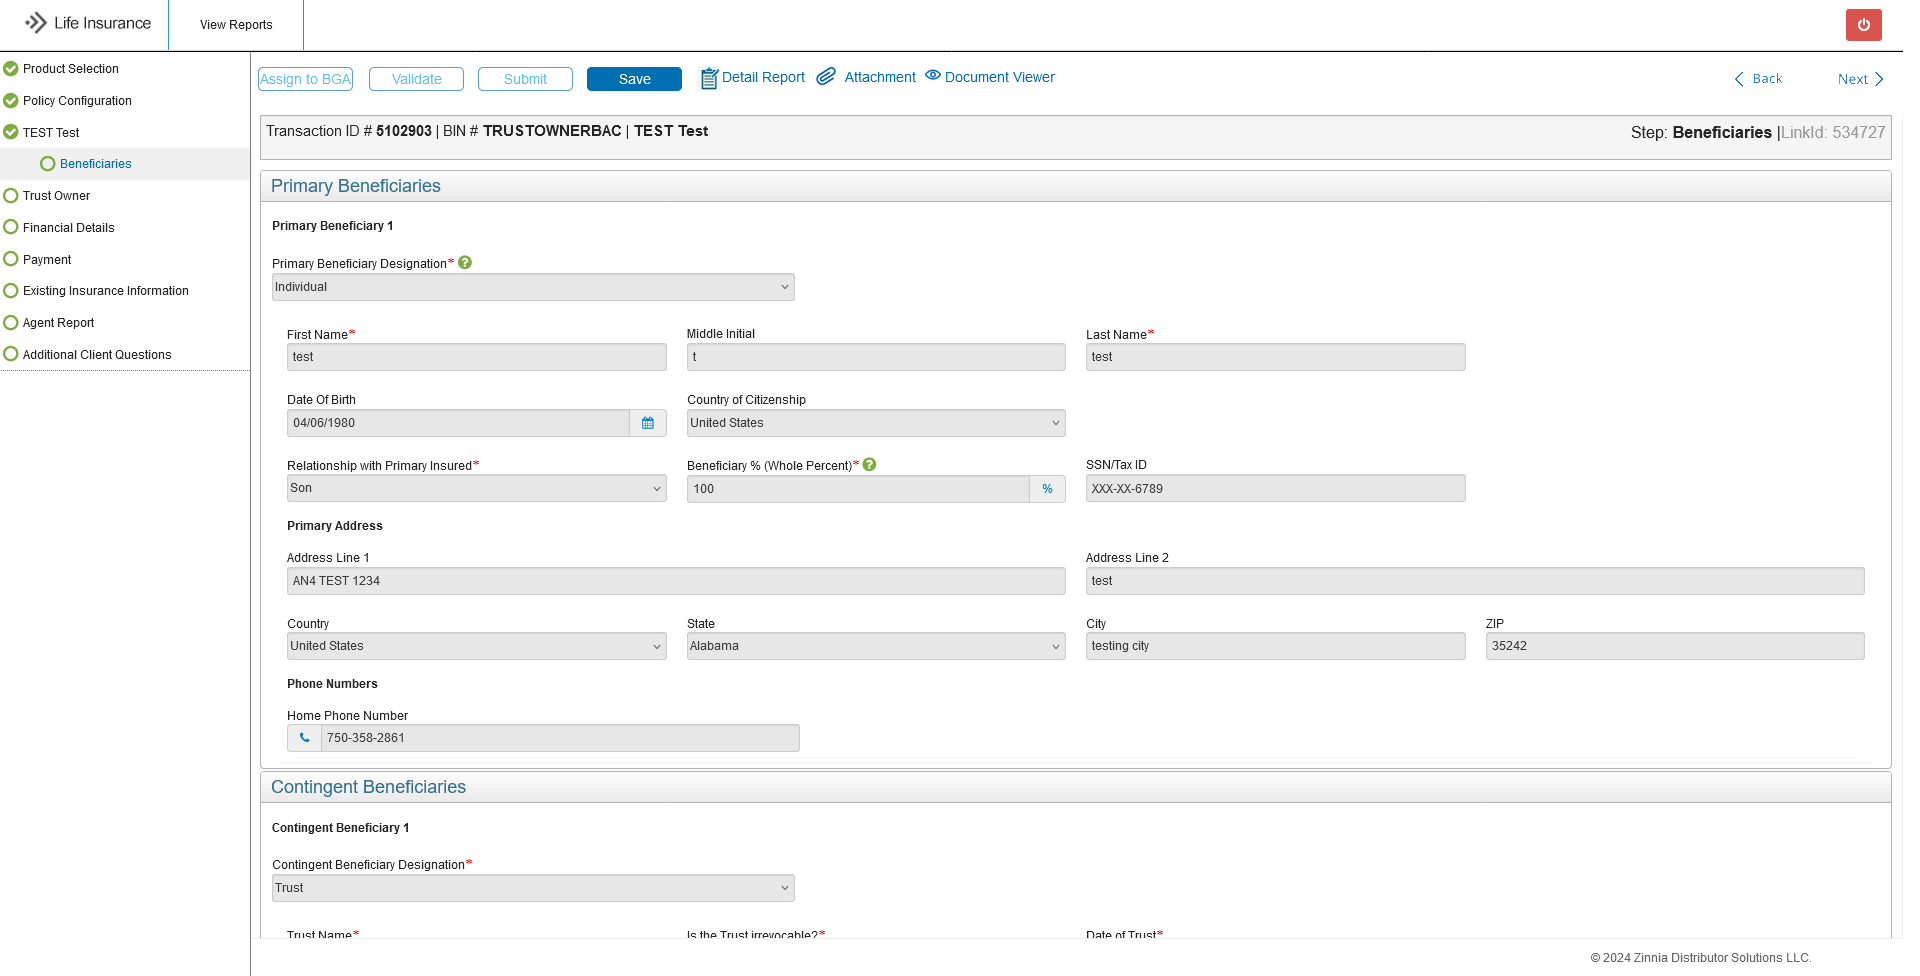 Life Insurance
View Reports
Product Selection
Policy Configuration
TEST Test
Beneficiaries
Trust Owner
Financial Details
Payment
Existing Insurance Information
Agent Report
Additional Client Questions
Assign to BGA Validate Submit Save Detail Report Attachment Document Viewer Back Next
Transaction ID # 5102903 | BIN # TRUSTOWNERBAC | TEST Test
Step: Beneficiaries |LinkId: 534727
Primary Beneficiaries
Primary Beneficiary 1
Primary Beneficiary Designation* ?
Individual
First Name* Middle Initial Last Name*
test t test
Date Of Birth Country of Citizenship
04/06/1980 United States
Relationship with Primary Insured* Beneficiary % (Whole Percent)* ? SSN/Tax ID
Son 100 % XXX-XX-6789
Primary Address
Address Line 1 Address Line 2
AN4 TEST 1234 test
Country State City ZIP
United States Alabama testing city 35242
Phone Numbers
Home Phone Number
750-358-2861
Contingent Beneficiaries
Contingent Beneficiary 1
Contingent Beneficiary Designation*
Trust
Trust Name* Is the Trust irrevocable?* Date of Trust*
© 2024 Zinnia Distributor Solutions LLC.